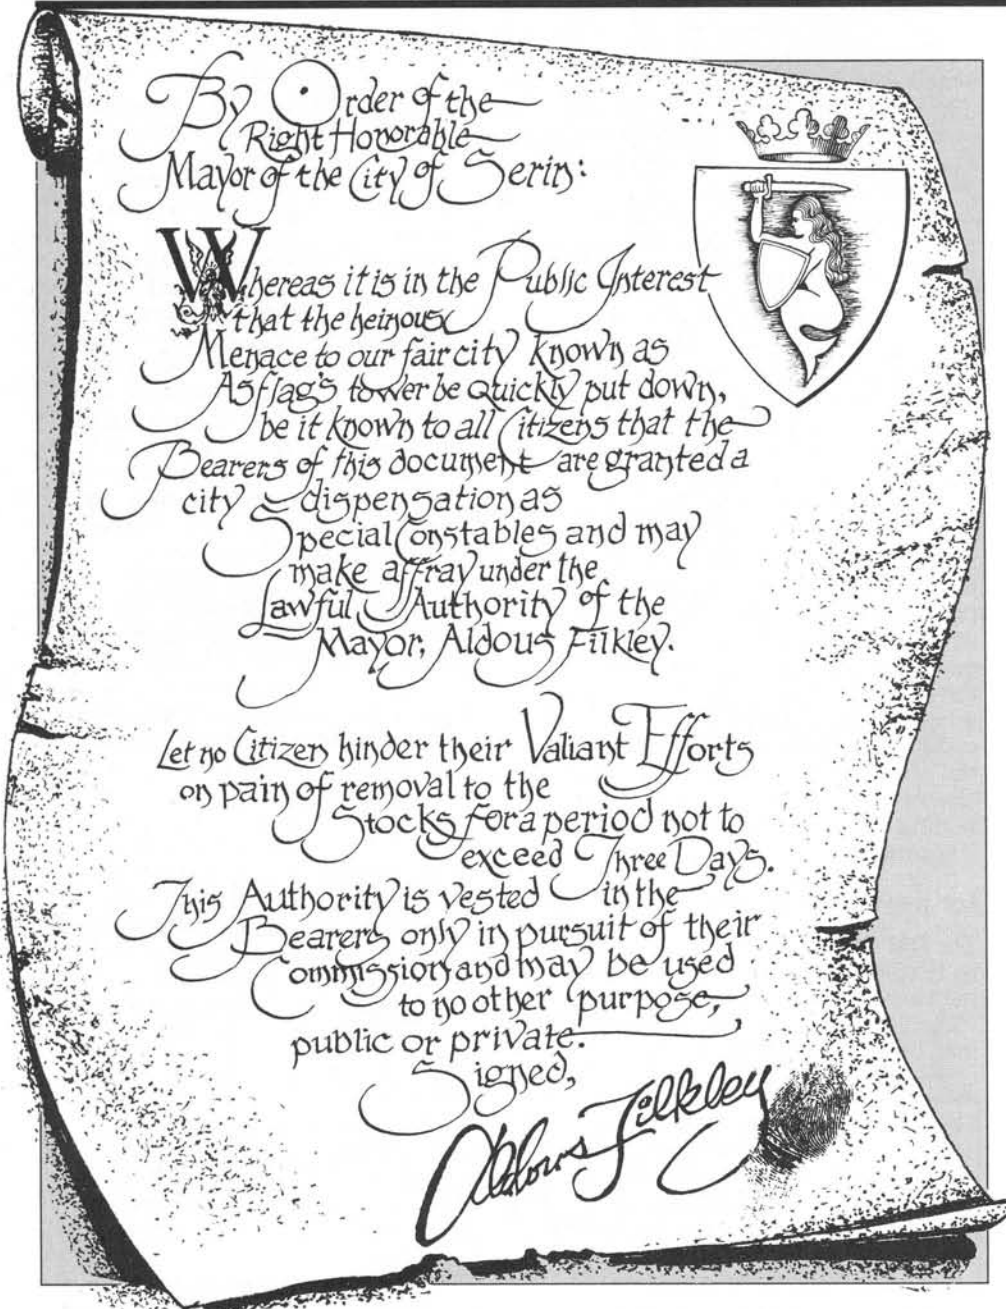 By Order of the
Right Honorable
Mayor of the City of Serin:
Whereas it is in the Public Interest
that the heinous
Menace to our fair city known as
Asflag's tower be quickly put down,
be it known to all Citizens that the
Bearers of this document are granted a
city dispensation as
Special Constables and may
make affray under the
Lawful Authority of the
Mayor, Aldous Filkley.
Let no Citizen hinder their Valiant Efforts
on pain of removal to the
Stocks for a period not to
exceed Three Days.
This Authority is vested in the
Bearers only in pursuit of their
Commission and may be used
to no other purpose,
public or private.
Signed,
Aldous Filkley